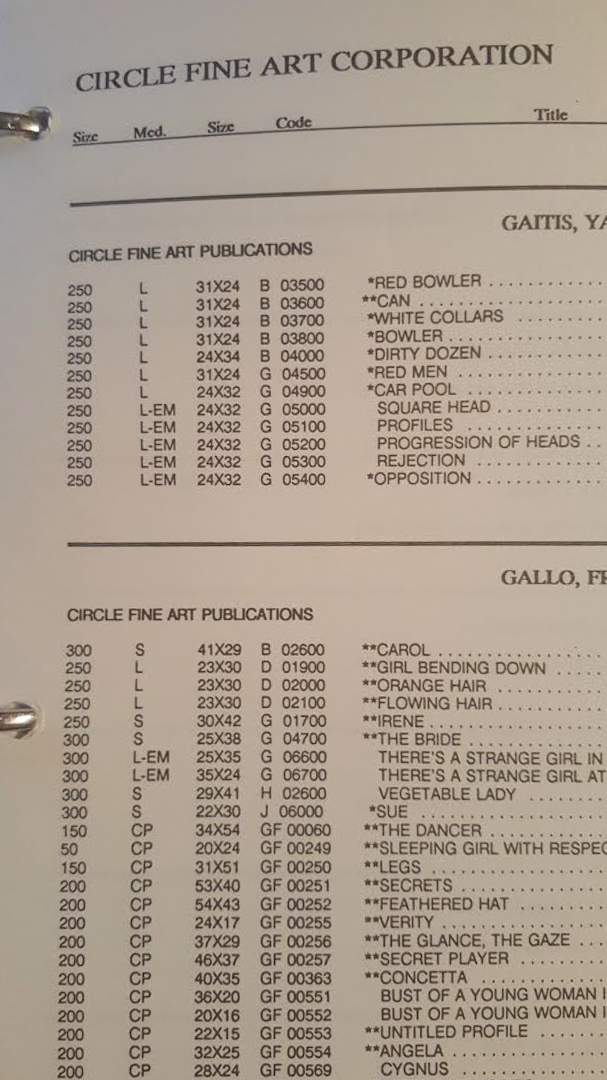 CIRCLE FINE ART CORPORATION
Size Med. Size Code Title
GAITIS, YA
CIRCLE FINE ART PUBLICATIONS
250 L 31X24 B 03500 *RED BOWLER
250 L 31X24 B 03600 **CAN
250 L 31X24 B 03700 *WHITE COLLARS
250 L 31X24 B 03800 *BOWLER
250 L 24X34 B 04000 *DIRTY DOZEN
250 L 31X24 G 04500 *RED MEN
250 L 24X32 G 04900 *CAR POOL
250 L-EM 24X32 G 05000 SQUARE HEAD
250 L-EM 24X32 G 05100 PROFILES
250 L-EM 24X32 G 05200 PROGRESSION OF HEADS
250 L-EM 24X32 G 05300 REJECTION
250 L-EM 24X32 G 05400 *OPPOSITION
GALLO, FR
CIRCLE FINE ART PUBLICATIONS
300 S 41X29 B 02600 **CAROL
250 L 23X30 D 01900 **GIRL BENDING DOWN
250 L 23X30 D 02000 **ORANGE HAIR
250 L 23X30 D 02100 **FLOWING HAIR
250 S 30X42 G 01700 **IRENE
300 S 25X38 G 04700 **THE BRIDE
300 L-EM 25X35 G 06600 THERE'S A STRANGE GIRL IN
300 L-EM 35X24 G 06700 THERE'S A STRANGE GIRL AT
300 S 29X41 H 02600 VEGETABLE LADY
300 S 22X30 J 06000 *SUE
150 CP 34X54 GF 00060 **THE DANCER
50 CP 20X24 GF 00249 **SLEEPING GIRL WITH RESPEC
150 CP 31X51 GF 00250 **LEGS
200 CP 53X40 GF 00251 **SECRETS
200 CP 54X43 GF 00252 **FEATHERED HAT
200 CP 24X17 GF 00255 **VERITY
200 CP 37X29 GF 00256 **THE GLANCE, THE GAZE
200 CP 46X37 GF 00257 **SECRET PLAYER
200 CP 40X35 GF 00363 **CONCETTA
200 CP 36X20 GF 00551 BUST OF A YOUNG WOMAN I
200 CP 20X16 GF 00552 BUST OF A YOUNG WOMAN I
200 CP 22X15 GF 00553 **UNTITLED PROFILE
200 CP 32X25 GF 00554 **ANGELA
200 CP 28X24 GF 00569 CYGNUS